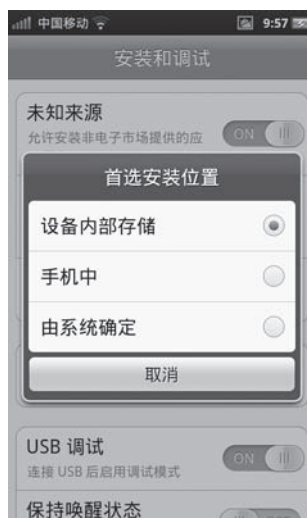 中国移动
9:57
安装和调试
未知来源
允许安装非电子市场提供的应
ON
首选安装位置
设备内部存储
手机中
由系统确定
取消
USB 调试
ON
连接 USB 后启用调试模式
保持唤醒状态